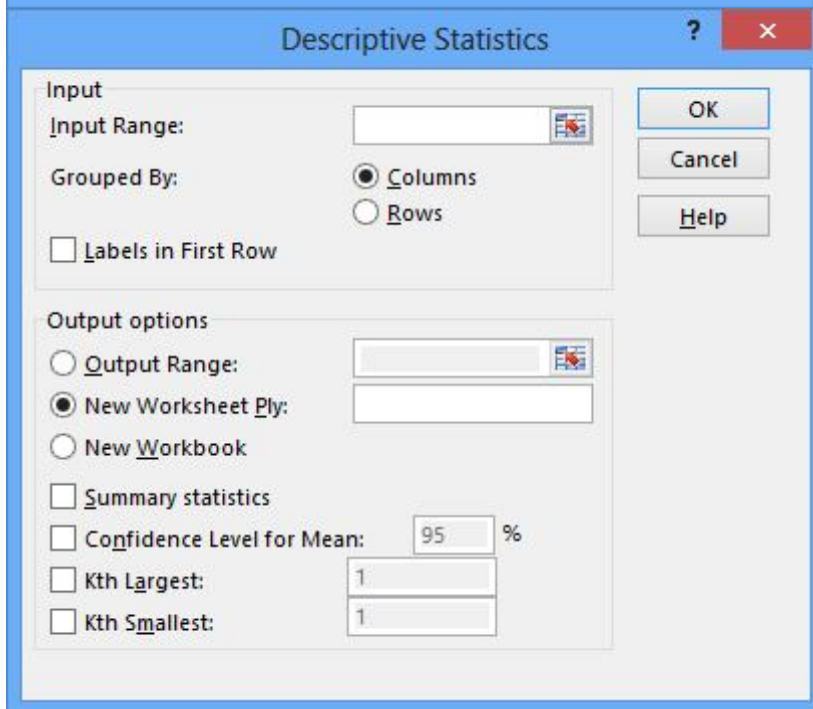 Descriptive Statistics ?
Input
Input Range:
OK
Grouped By:
Columns
Cancel
Rows
Help
Labels in First Row
Output options
Output Range:
New Worksheet Ply:
New Workbook
Summary statistics
Confidence Level for Mean: 95 %
Kth Largest: 1
Kth Smallest: 1